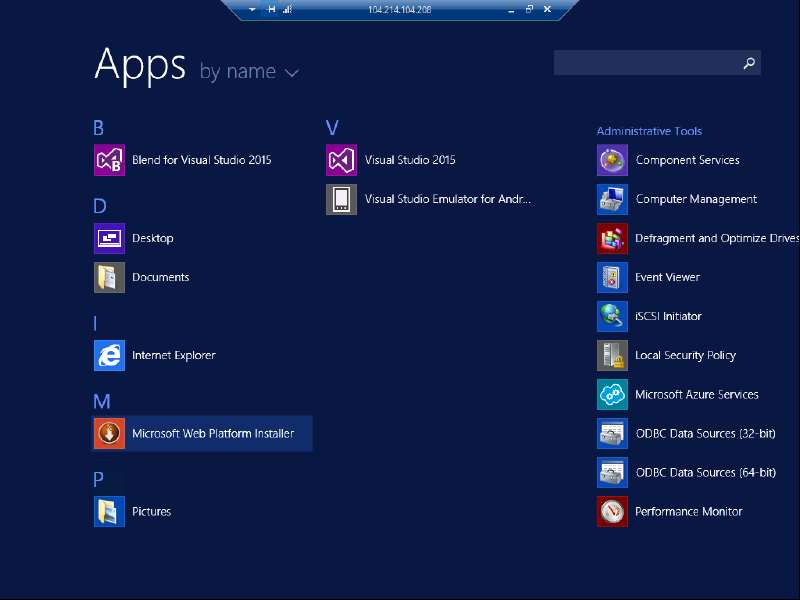 104.214.104.208
Apps by name
B
Blend for Visual Studio 2015
D
Desktop
Documents
I
Internet Explorer
M
Microsoft Web Platform Installer
P
Pictures
V
Visual Studio 2015
Visual Studio Emulator for Andr...
Administrative Tools
Component Services
Computer Management
Defragment and Optimize Drives
Event Viewer
iSCSI Initiator
Local Security Policy
Microsoft Azure Services
ODBC Data Sources (32-bit)
ODBC Data Sources (64-bit)
Performance Monitor